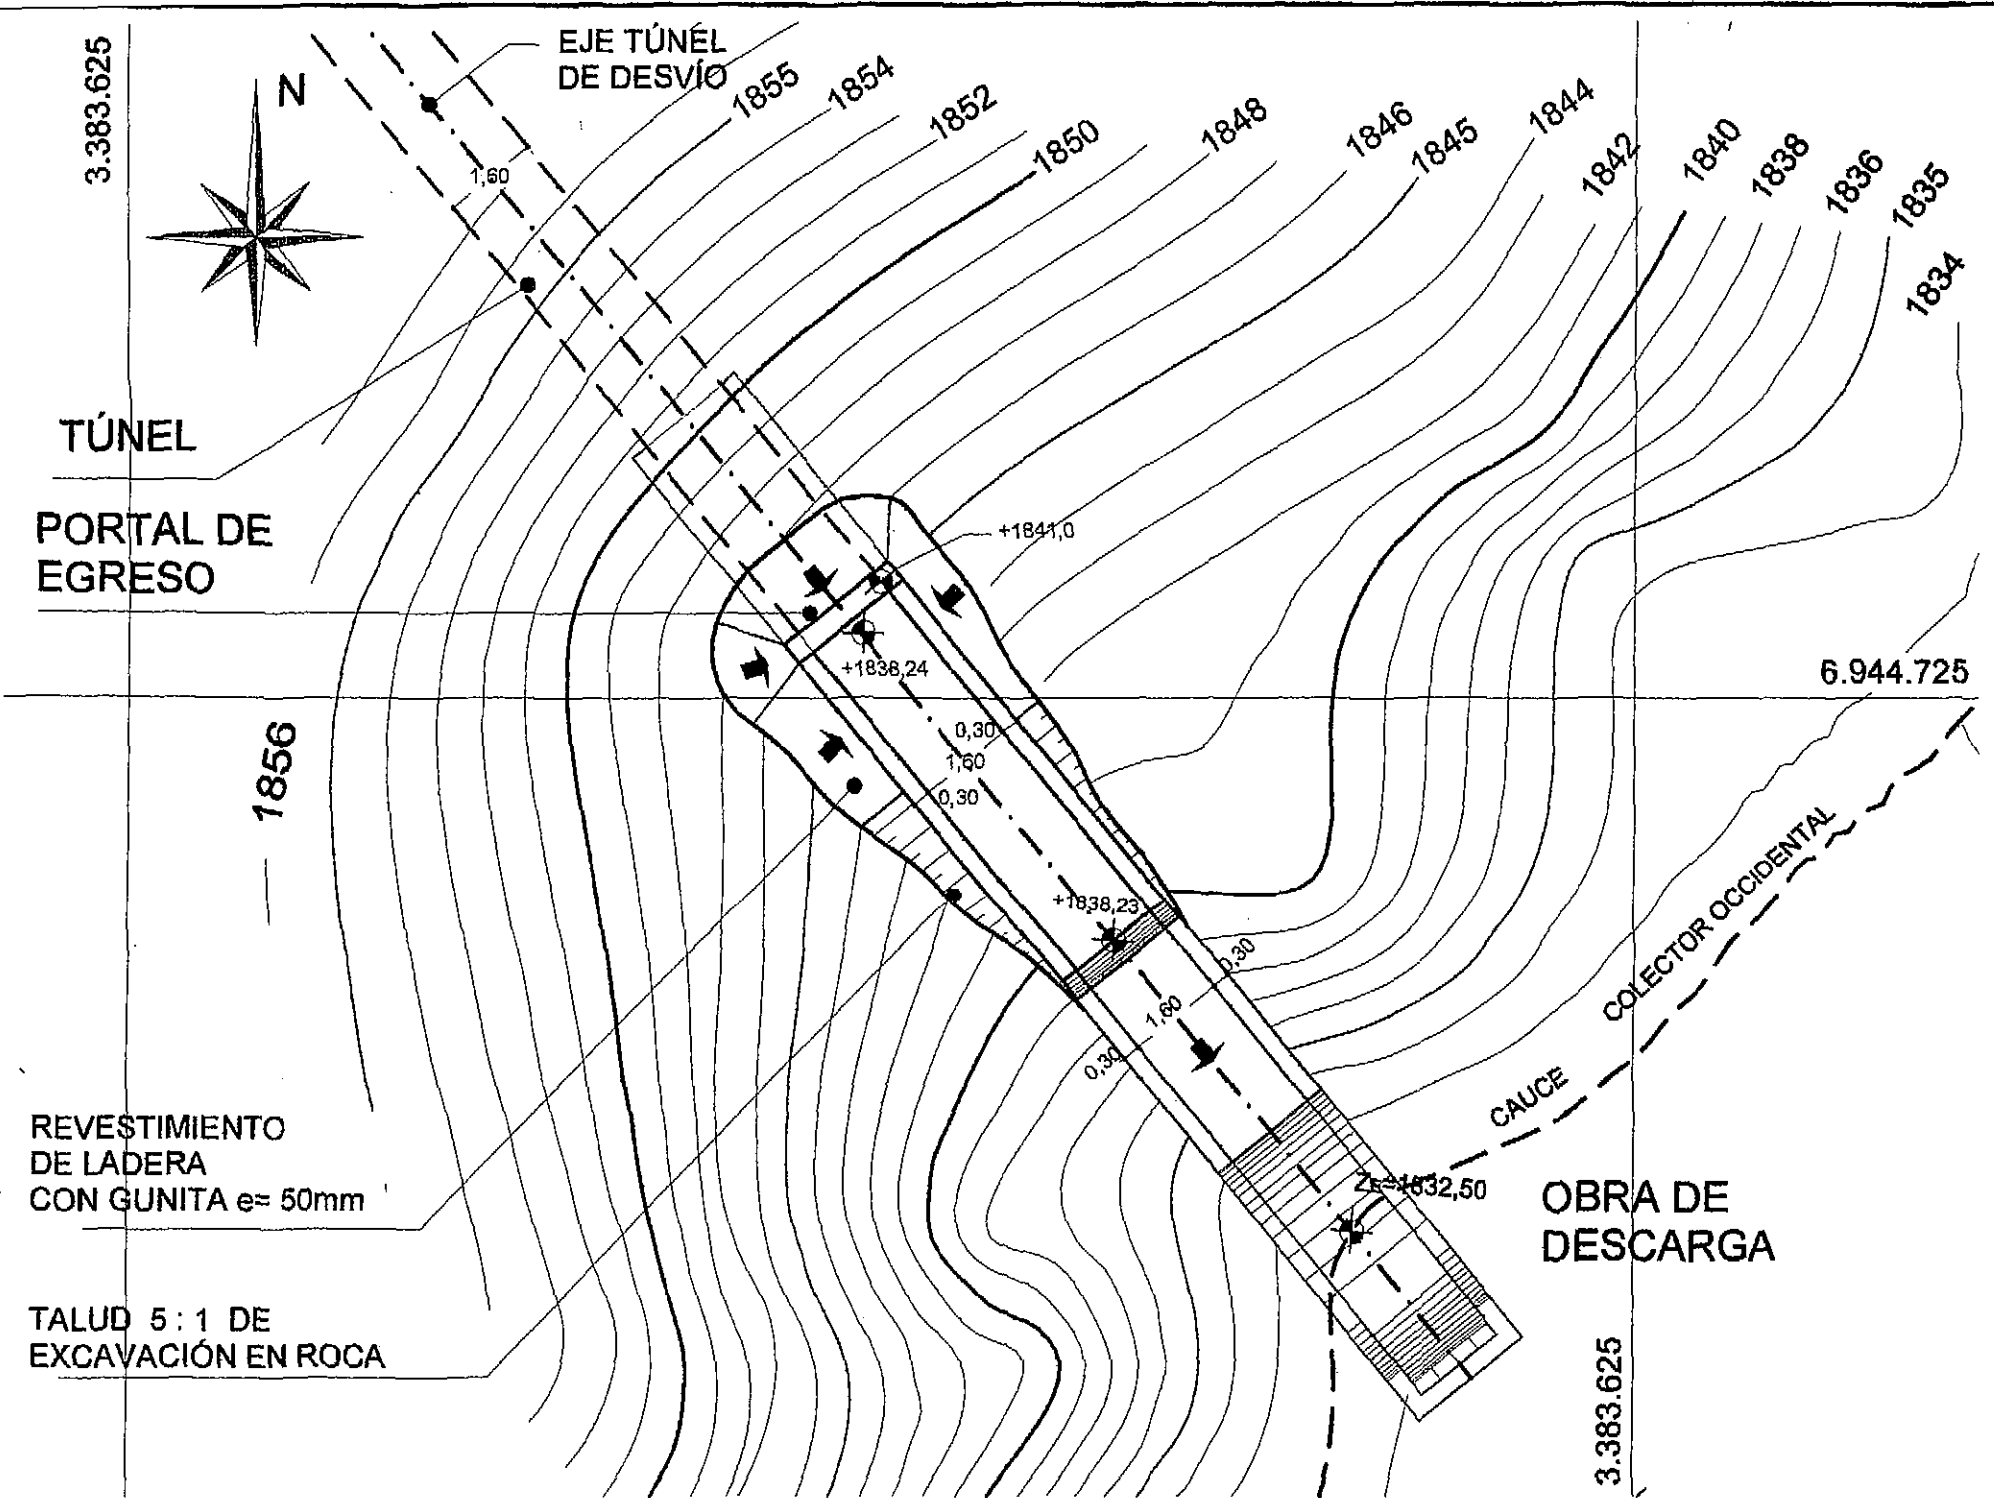 3.383.625
N
EJE TÚNEL
DE DESVÍO
1,60
1855
1854
1852
1850
1848
1846
1845
1844
1842
1840
1838
1836
1835
1834
TÚNEL
PORTAL DE
EGRESO
+1841,0
+1838,24
6.944.725
1856
0,30
1,60
0,30
+1838,23
0,30
1,60
0,30
COLECTOR OCCIDENTAL
CAUCE
REVESTIMIENTO
DE LADERA
CON GUNITA e= 50mm
=1832,50
OBRA DE
DESCARGA
TALUD 5 : 1 DE
EXCAVACIÓN EN ROCA
3.383.625